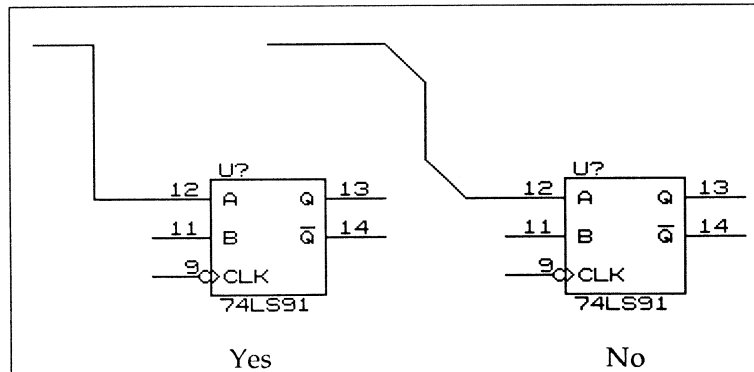 U?
12 A Q 13
11 B Q̅ 14
9 CLK
74LS91
Yes
U?
12 A Q 13
11 B Q̅ 14
9 CLK
74LS91
No